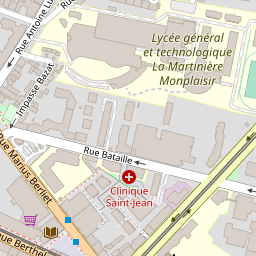 Rue Antoine Lu
Lycée général
et technologique
La Martinière
Monplaisir
Impasse Bazat
Rue Bataille
Rue Marius Berliet
Clinique
Saint-Jean
ue Berthel